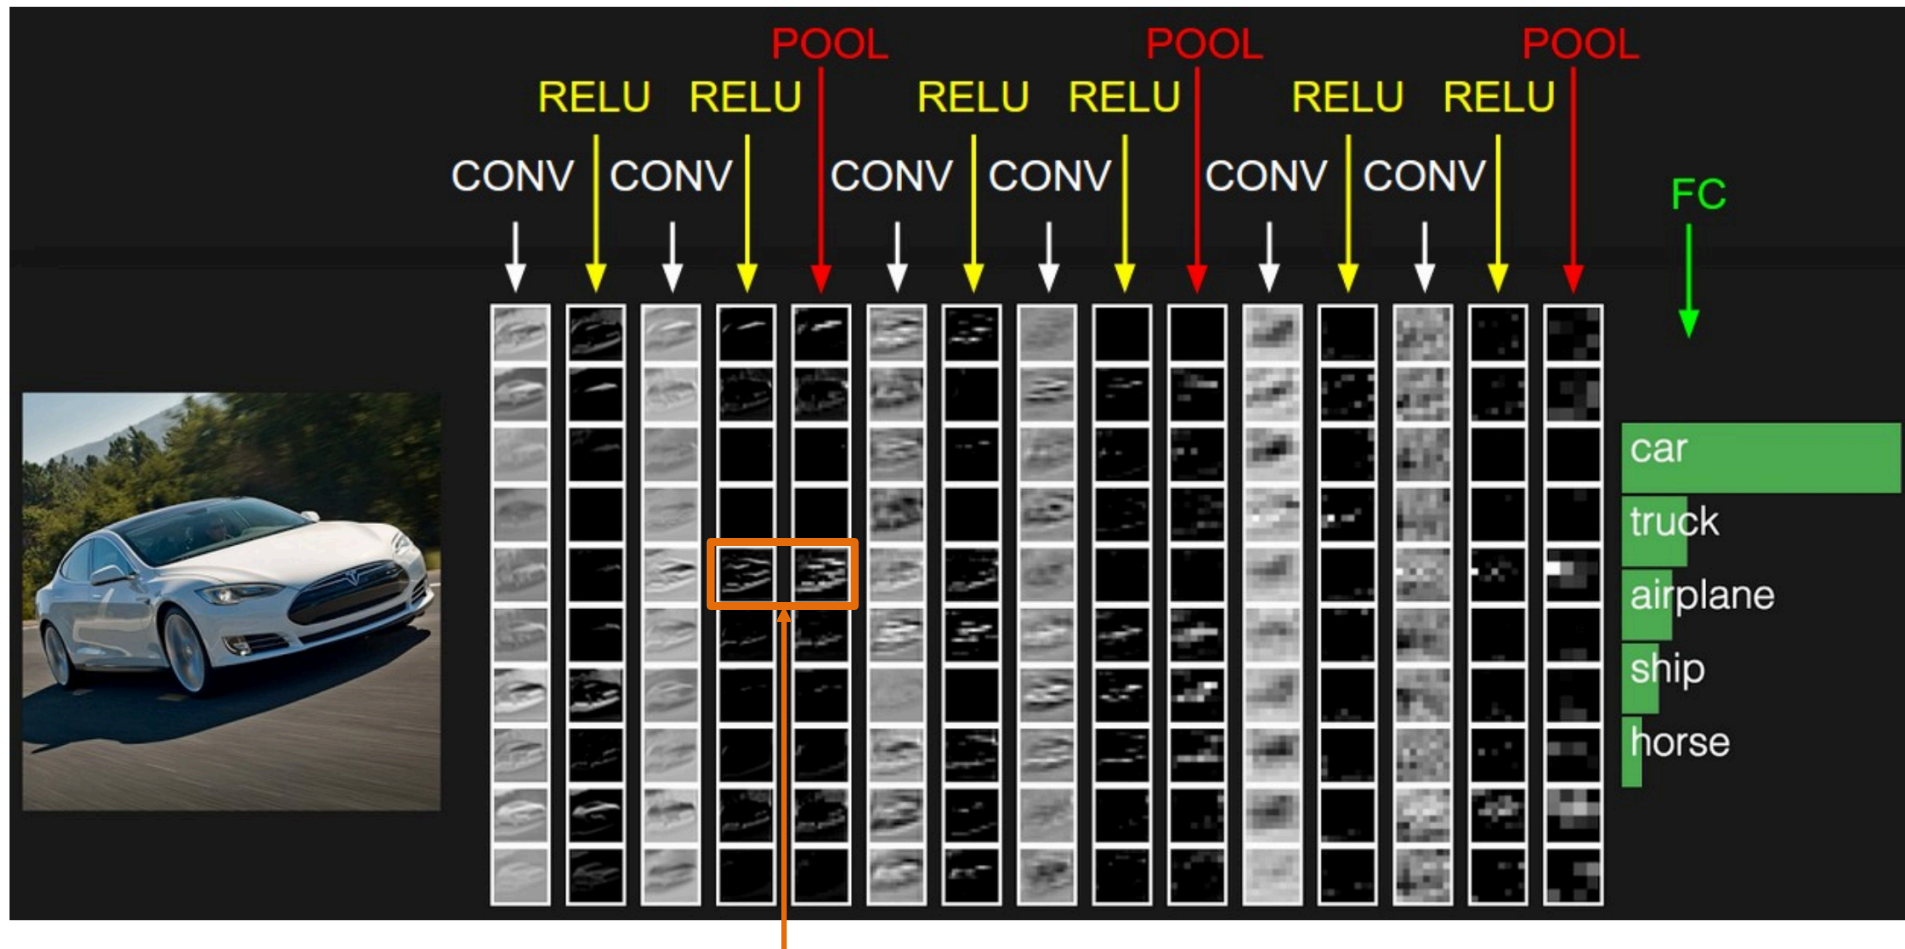 POOL POOL POOL
RELU RELU RELU RELU RELU RELU
CONV CONV CONV CONV CONV CONV
FC
car
truck
airplane
ship
horse